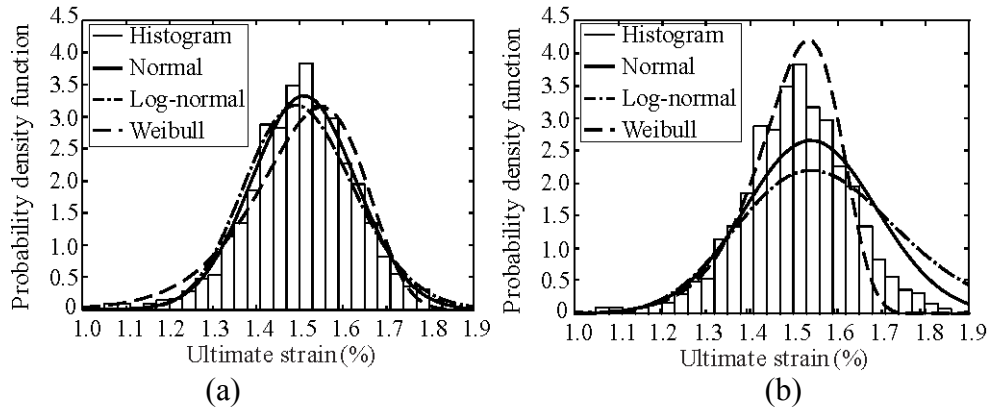 Probability density function
4.5
4.0
3.5
3.0
2.5
2.0
1.5
1.0
0.5
0
Histogram
Normal
Log-normal
Weibull
1.0 1.1 1.2 1.3 1.4 1.5 1.6 1.7 1.8 1.9
Ultimate strain (%)
(a)
Probability density function
4.5
4.0
3.5
3.0
2.5
2.0
1.5
1.0
0.5
0
Histogram
Normal
Log-normal
Weibull
1.0 1.1 1.2 1.3 1.4 1.5 1.6 1.7 1.8 1.9
Ultimate strain (%)
(b)